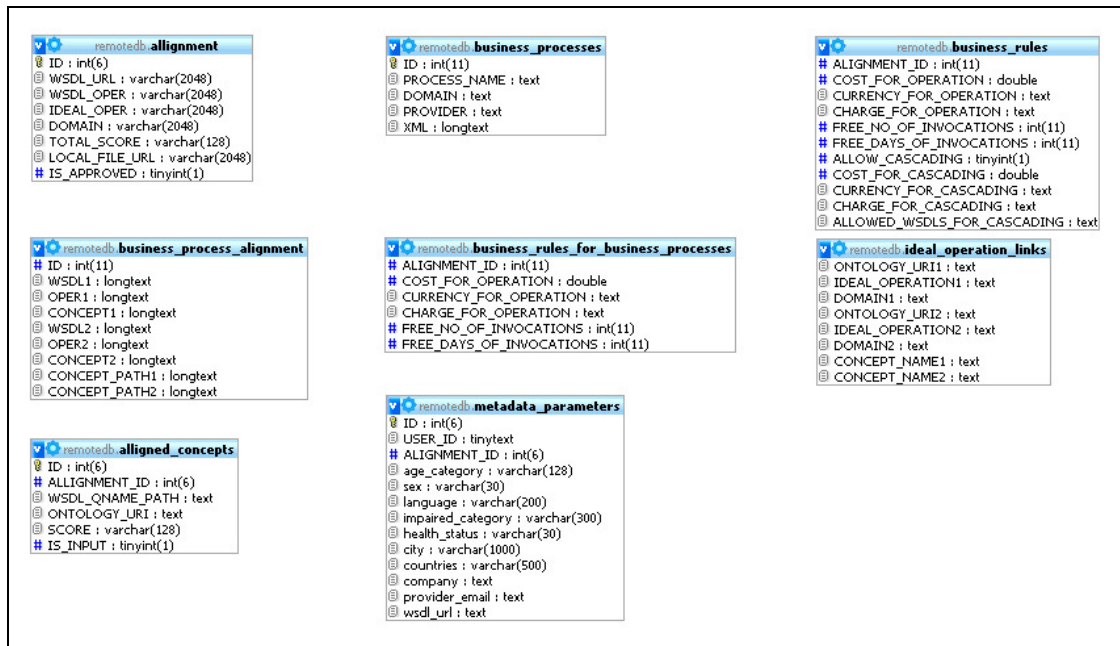 remotedb.allignment
ID : int(6)
WSDL_URL : varchar(2048)
WSDL_OPER : varchar(2048)
IDEAL_OPER : varchar(2048)
DOMAIN : varchar(2048)
TOTAL_SCORE : varchar(128)
LOCAL_FILE_URL : varchar(2048)
# IS_APPROVED : tinyint(1)
remotedb.business_processes
ID : int(11)
PROCESS_NAME : text
DOMAIN : text
PROVIDER : text
XML : longtext
remotedb.business_rules
# ALIGNMENT_ID : int(11)
# COST_FOR_OPERATION : double
CURRENCY_FOR_OPERATION : text
CHARGE_FOR_OPERATION : text
# FREE_NO_OF_INVOCATIONS : int(11)
# FREE_DAYS_OF_INVOCATIONS : int(11)
# ALLOW_CASCADING : tinyint(1)
# COST_FOR_CASCADING : double
CURRENCY_FOR_CASCADING : text
CHARGE_FOR_CASCADING : text
ALLOWED_WSDLS_FOR_CASCADING : text
remotedb.business_process_alignment
# ID : int(11)
WSDL1 : longtext
OPER1 : longtext
CONCEPT1 : longtext
WSDL2 : longtext
OPER2 : longtext
CONCEPT2 : longtext
CONCEPT_PATH1 : longtext
CONCEPT_PATH2 : longtext
remotedb.business_rules_for_business_processes
# ALIGNMENT_ID : int(11)
# COST_FOR_OPERATION : double
CURRENCY_FOR_OPERATION : text
CHARGE_FOR_OPERATION : text
# FREE_NO_OF_INVOCATIONS : int(11)
# FREE_DAYS_OF_INVOCATIONS : int(11)
remotedb.ideal_operation_links
ONTOLOGY_URI1 : text
IDEAL_OPERATION1 : text
DOMAIN1 : text
ONTOLOGY_URI2 : text
IDEAL_OPERATION2 : text
DOMAIN2 : text
CONCEPT_NAME1 : text
CONCEPT_NAME2 : text
remotedb.alligned_concepts
ID : int(6)
# ALLIGNMENT_ID : int(6)
WSDL_QNAME_PATH : text
ONTOLOGY_URI : text
SCORE : varchar(128)
# IS_INPUT : tinyint(1)
remotedb.metadata_parameters
ID : int(6)
USER_ID : tinytext
# ALIGNMENT_ID : int(6)
age_category : varchar(128)
sex : varchar(30)
language : varchar(200)
impaired_category : varchar(300)
health_status : varchar(30)
city : varchar(1000)
countries : varchar(500)
company : text
provider_email : text
wsdl_url : text